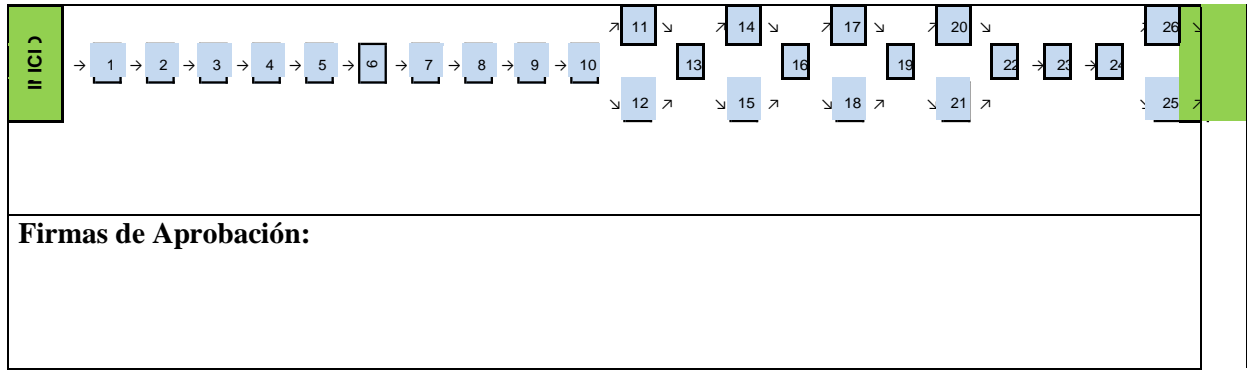 INICIO
↗ 11 ↘ ↗ 14 ↘ ↗ 17 ↘ ↗ 20 ↘ ↗ 26 ↘
→ 1 → 2 → 3 → 4 → 5 → 6 → 7 → 8 → 9 → 10 13 16 19 22 → 23 → 24
↘ 12 ↗ ↘ 15 ↗ ↘ 18 ↗ ↘ 21 ↗ ↘ 25 ↗
Firmas de Aprobación: